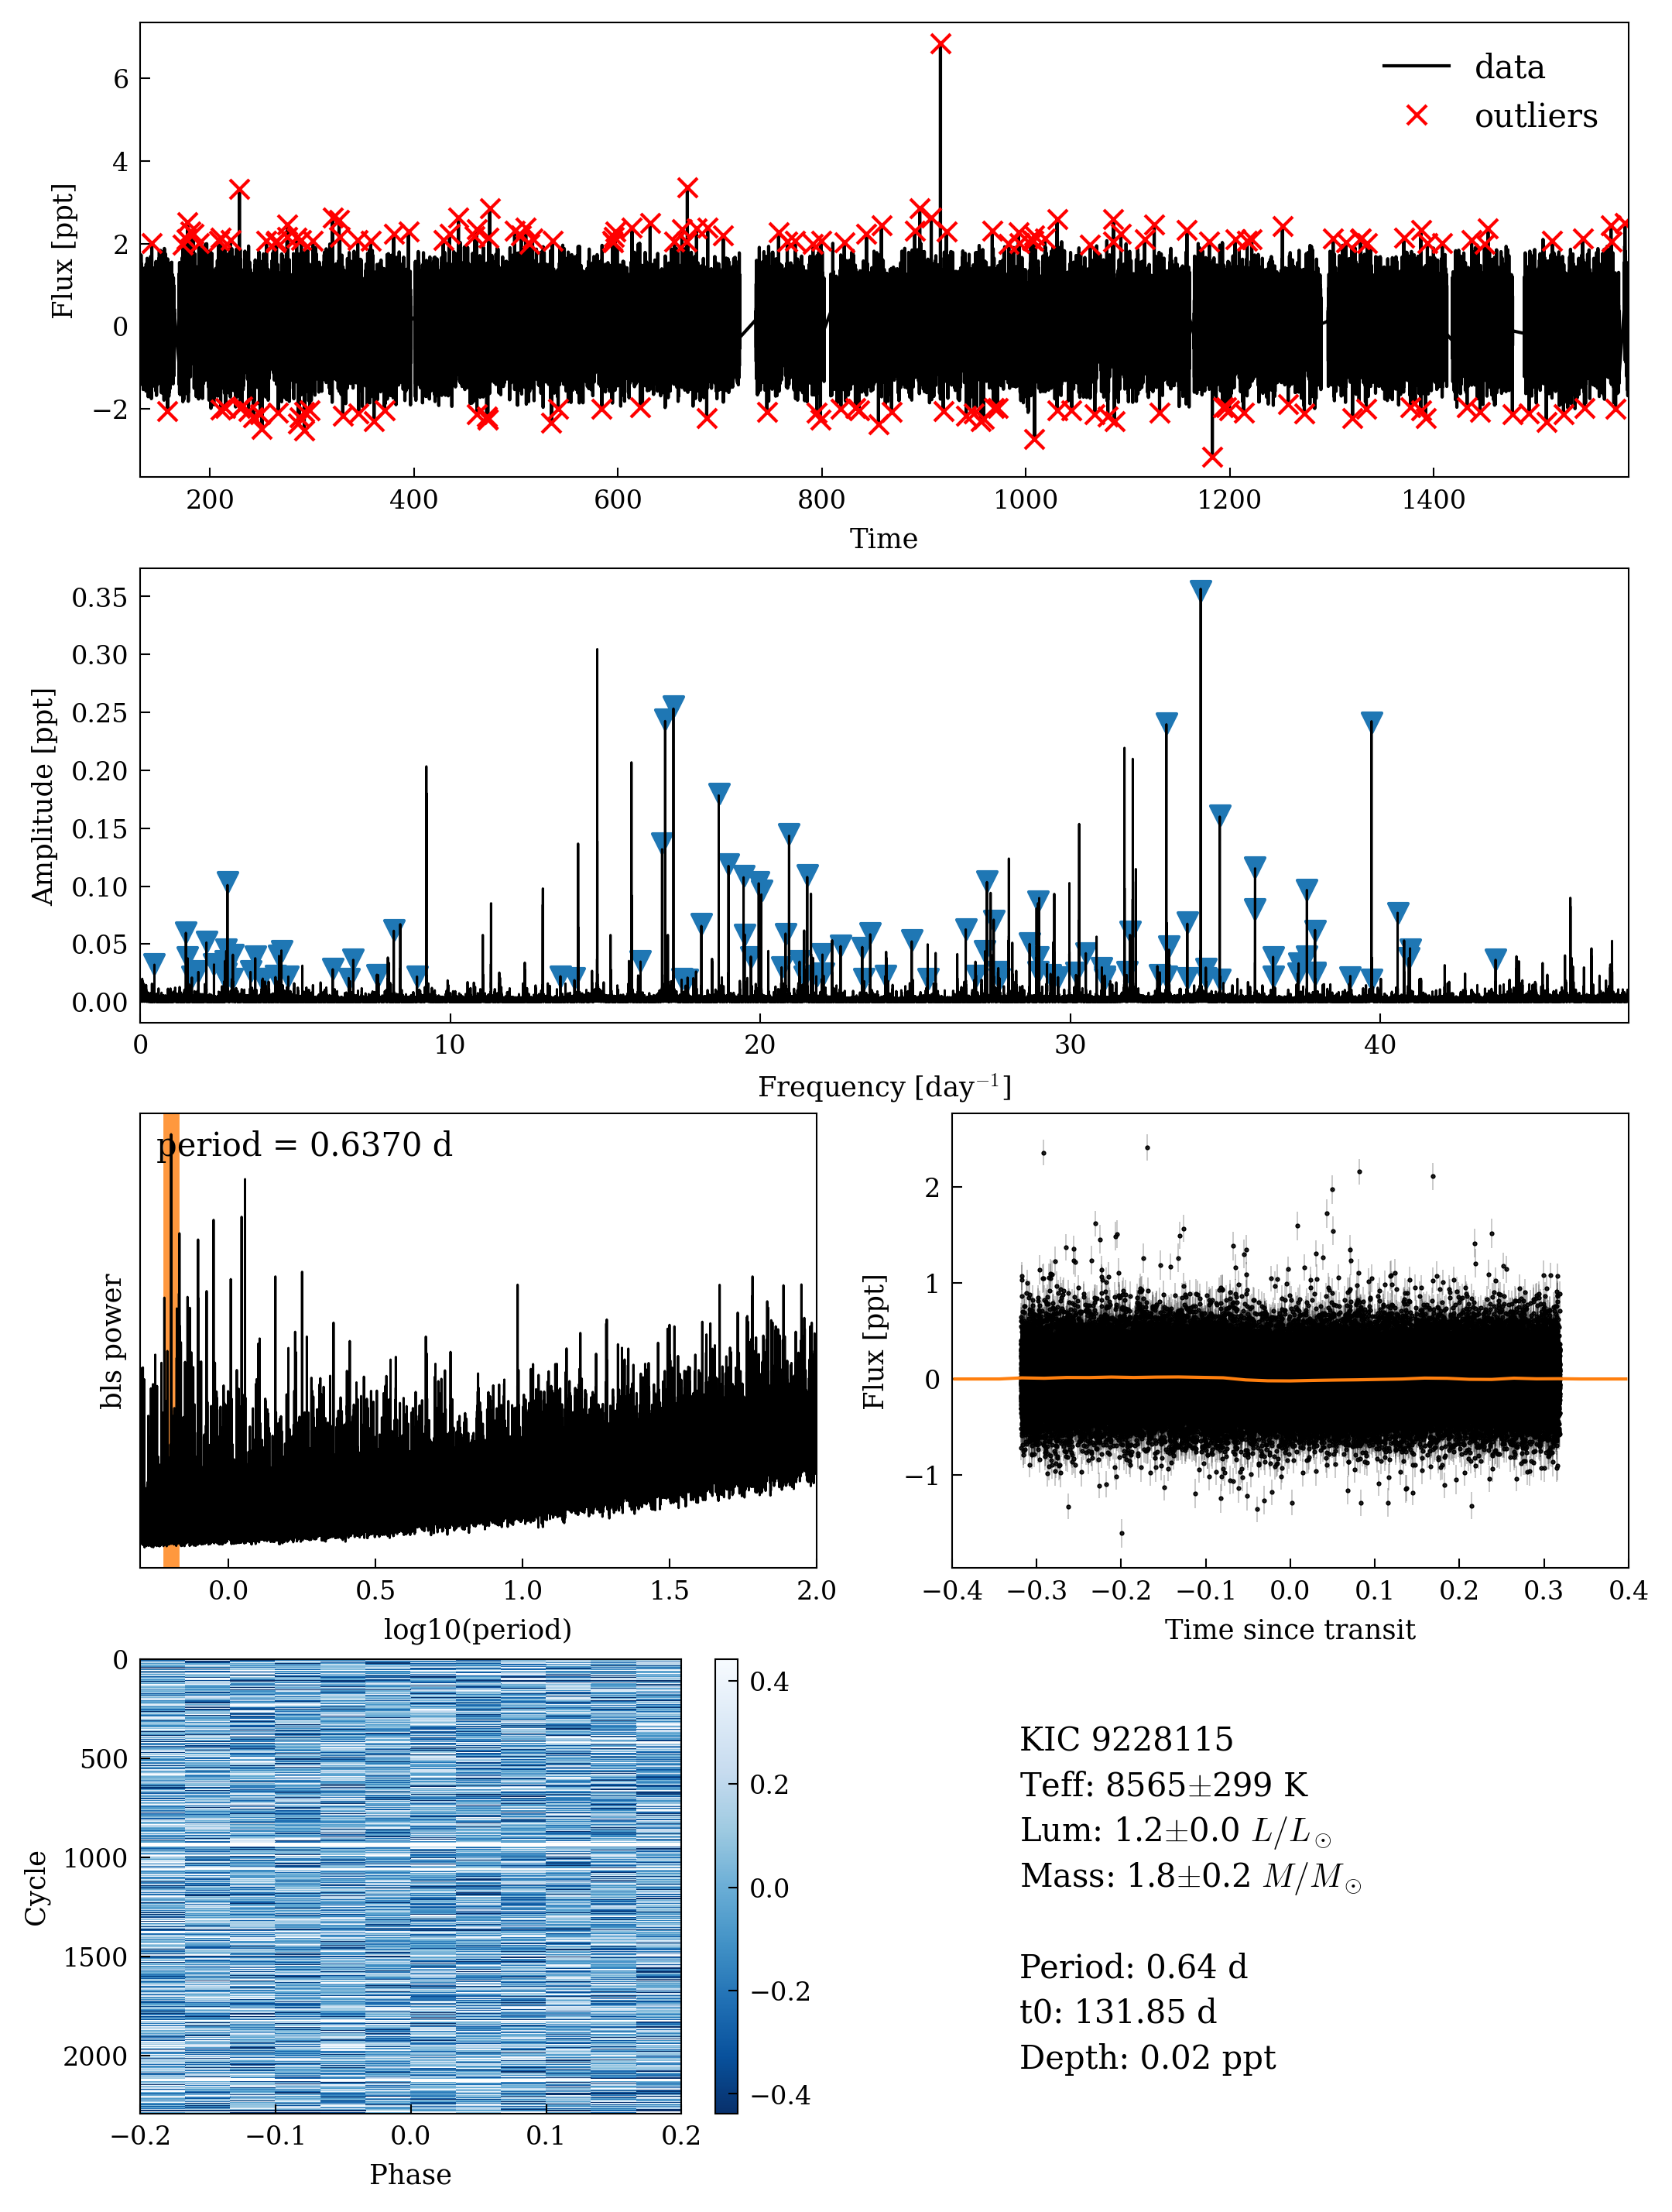 6
4
2
0
−2
Flux [ppt]
data
outliers
200
400
600
800
1000
1200
1400
Time
0.35
0.30
0.25
0.20
0.15
0.10
0.05
0.00
Amplitude [ppt]
0
10
20
30
40
Frequency [day⁻¹]
period = 0.6370 d
bls power
0.0
0.5
1.0
1.5
2.0
log10(period)
2
1
0
−1
Flux [ppt]
−0.4
−0.3
−0.2
−0.1
0.0
0.1
0.2
0.3
0.4
Time since transit
0
500
1000
1500
2000
Cycle
−0.2
−0.1
0.0
0.1
0.2
Phase
0.4
0.2
0.0
−0.2
−0.4
KIC 9228115
Teff: 8565±299 K
Lum: 1.2±0.0 L/L☉
Mass: 1.8±0.2 M/M☉
Period: 0.64 d
t0: 131.85 d
Depth: 0.02 ppt